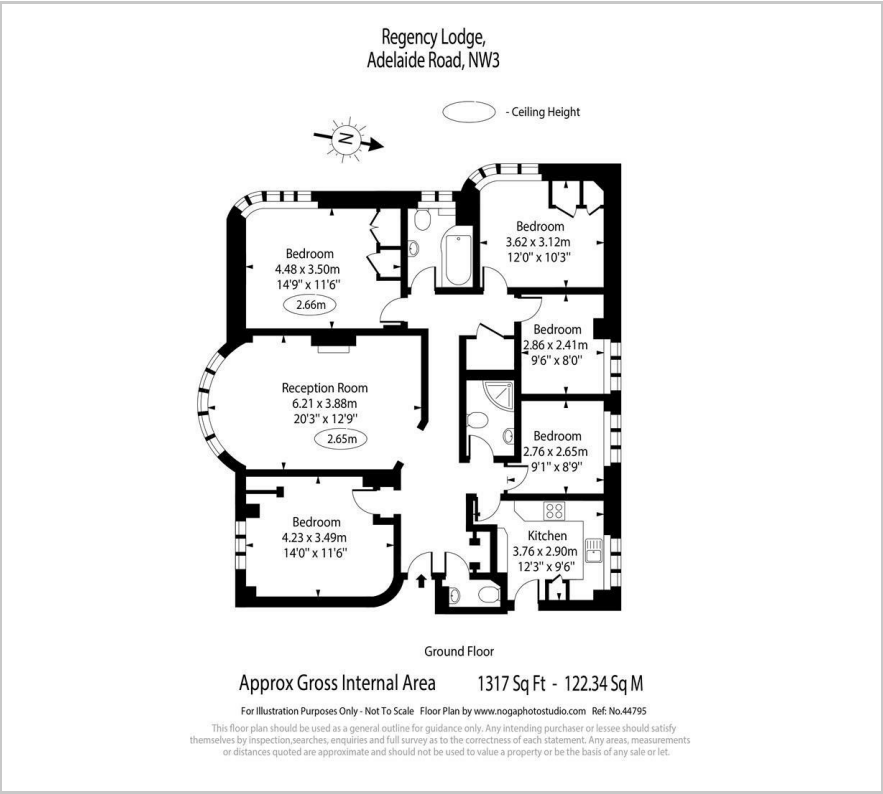 Regency Lodge,
Adelaide Road, NW3
- Ceiling Height
N
Bedroom
3.62 x 3.12m
12'0" x 10'3"
Bedroom
4.48 x 3.50m
14'9" x 11'6"
2.66m
Bedroom
2.86 x 2.41m
9'6" x 8'0"
Reception Room
6.21 x 3.88m
20'3" x 12'9"
2.65m
Bedroom
2.76 x 2.65m
9'1" x 8'9"
Bedroom
4.23 x 3.49m
14'0" x 11'6"
Kitchen
3.76 x 2.90m
12'3" x 9'6"
Ground Floor
Approx Gross Internal Area 1317 Sq Ft - 122.34 Sq M
For Illustration Purposes Only - Not To Scale Floor Plan by www.nogaphotostudio.com Ref: No.44795
This floor plan should be used as a general outline for guidance only. Any intending purchaser or lessee should satisfy
themselves by inspection,searches, enquiries and full survey as to the correctness of each statement. Any areas, measurements
or distances quoted are approximate and should not be used to value a property or be the basis of any sale or let.